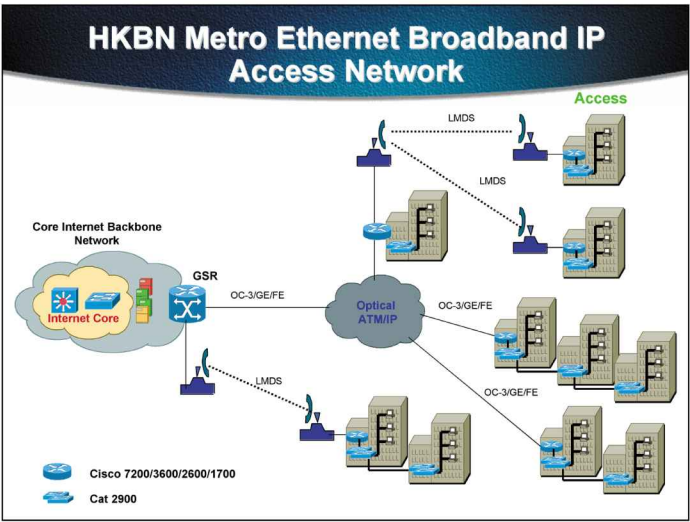 HKBN Metro Ethernet Broadband IP
Access Network
Access
LMDS
LMDS
Core Internet Backbone
Network
GSR
Internet Core
OC-3/GE/FE
Optical
ATM/IP
OC-3/GE/FE
LMDS
OC-3/GE/FE
Cisco 7200/3600/2600/1700
Cat 2900